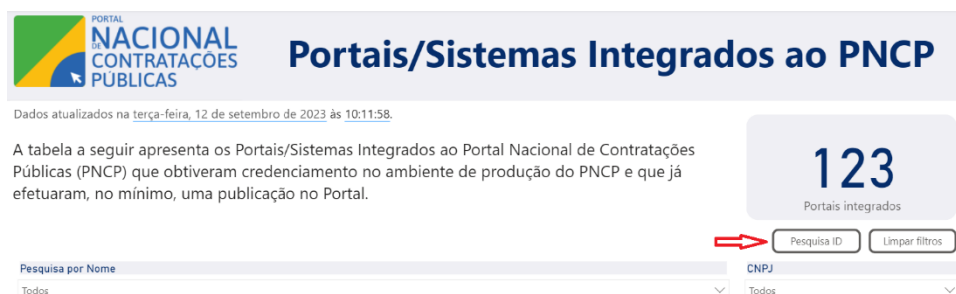 PORTAL
NACIONAL
DE CONTRATAÇÕES
PÚBLICAS
Portais/Sistemas Integrados ao PNCP
Dados atualizados na terça-feira, 12 de setembro de 2023 às 10:11:58.
A tabela a seguir apresenta os Portais/Sistemas Integrados ao Portal Nacional de Contratações
Públicas (PNCP) que obtiveram credenciamento no ambiente de produção do PNCP e que já
efetuaram, no mínimo, uma publicação no Portal.
123
Portais integrados
Pesquisa ID Limpar filtros
Pesquisa por Nome CNPJ
Todos Todos